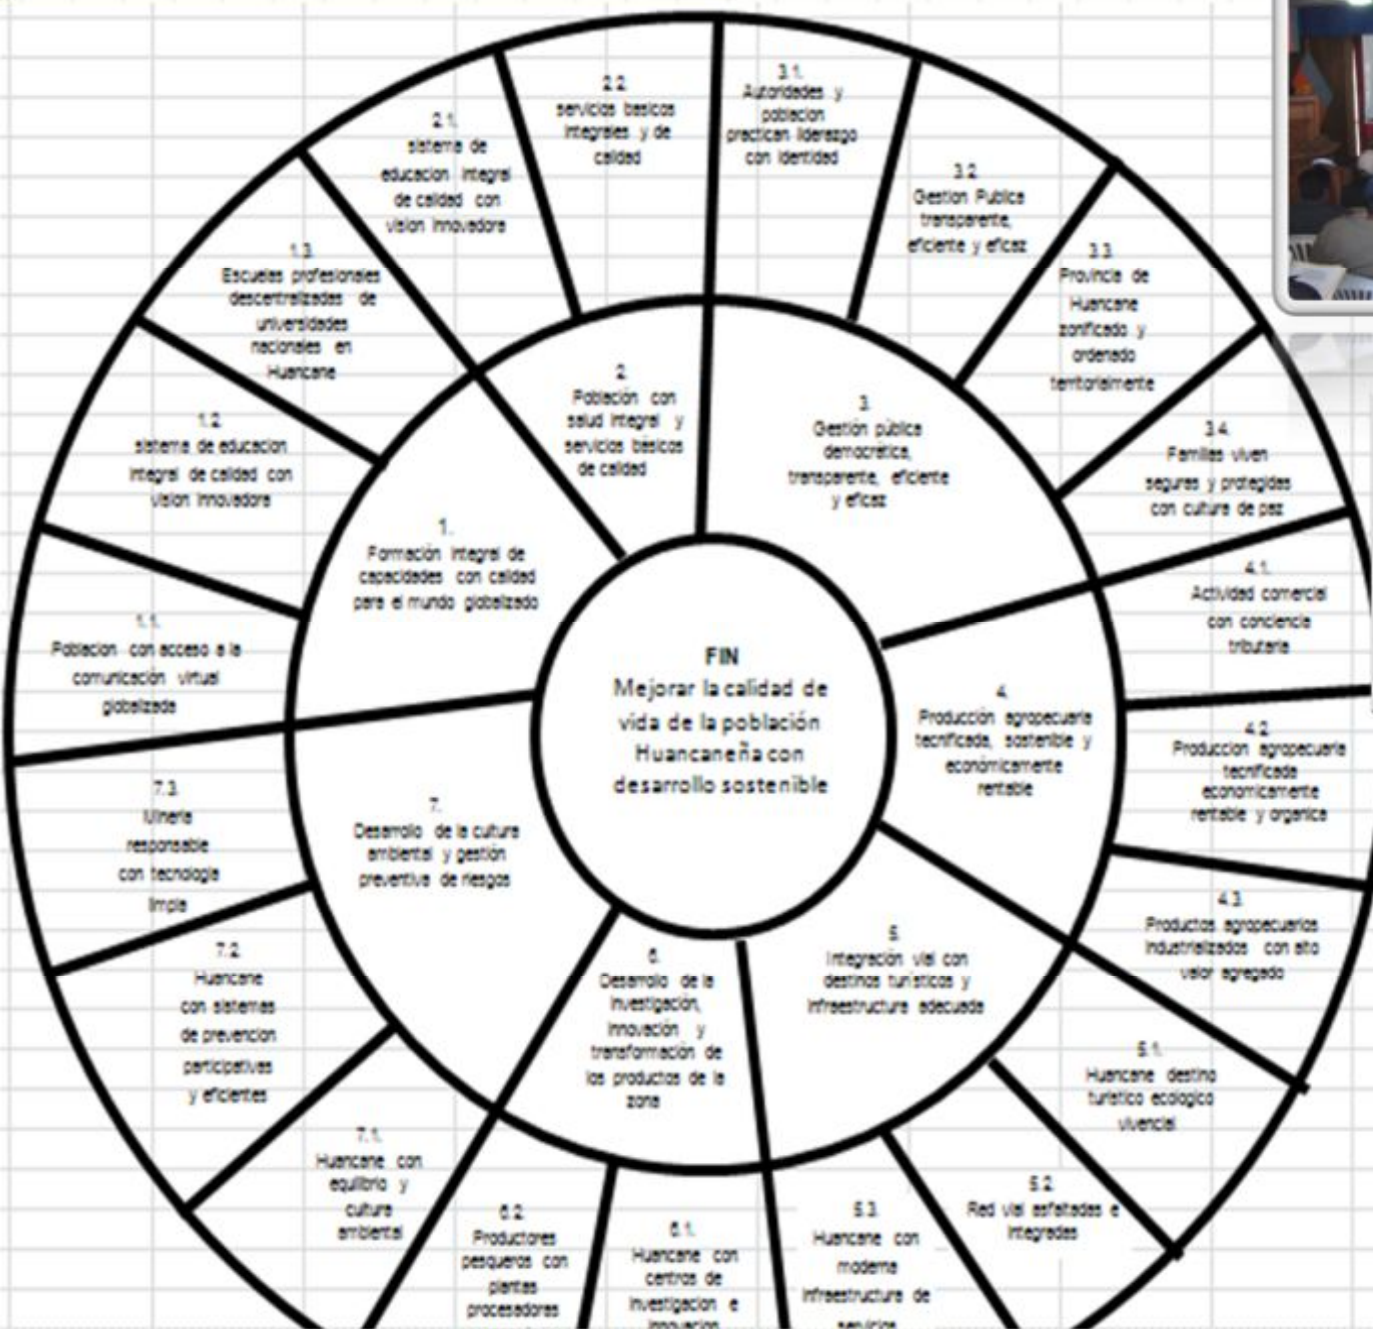 FIN
Mejorar la calidad de
vida de la población
Huancaneña con
desarrollo sostenible
1.
Formación integral de
capacidades con calidad
para el mundo globalizado
2.
Población con
salud integral y
servicios básicos
de calidad
3.
Gestión pública
democrática,
transparente, eficiente
y eficaz
4.
Producción agropecuaria
tecnificada, sostenible y
económicamente
rentable
5.
Integración vial con
destinos turísticos y
infraestructura adecuada
6.
Desarrollo de la
investigación,
innovación y
transformación de
los productos de la
zona
7.
Desarrollo de la cultura
ambiental y gestión
preventiva de riesgos
1.1.
Poblacion con acceso a la
comunicación virtual
globalizada
1.2.
sistema de educacion
integral de calidad con
vision innovadora
1.3.
Escuelas profesionales
descentralizadas de
universidades
nacionales en
Huancane
2.1.
sistema de
educacion integral
de calidad con
vision innovadora
2.2.
servicios basicos
integrales y de
calidad
3.1.
Autoridades y
poblacion
practican liderazgo
con identidad
3.2.
Gestion Publica
transparente,
eficiente y eficaz
3.3.
Provincia de
Huancane
zonificado y
ordenado
territorialmente
3.4.
Familias viven
seguras y protegidas
con cultura de paz
4.1.
Actividad comercial
con conciencia
tributaria
4.2.
Produccion agropecuaria
tecnificada
economicamente
rentable y organica
4.3.
Productos agropecuarios
industrializados con alto
valor agregado
5.1.
Huancane destino
turistico ecologico
vivencial
5.2.
Red vial asfaltadas e
integradas
5.3.
Huancane con
moderna
infraestructura de
servicios
6.1.
Huancane con
centros de
investigacion e
innovacion
6.2.
Productores
pesqueros con
plantas
procesadoras
7.1.
Huancane con
equilibrio y
cultura
ambiental
7.2.
Huancane
con sistemas
de prevencion
participativas
y eficientes
7.3.
Mineria
responsable
con tecnologia
limpia